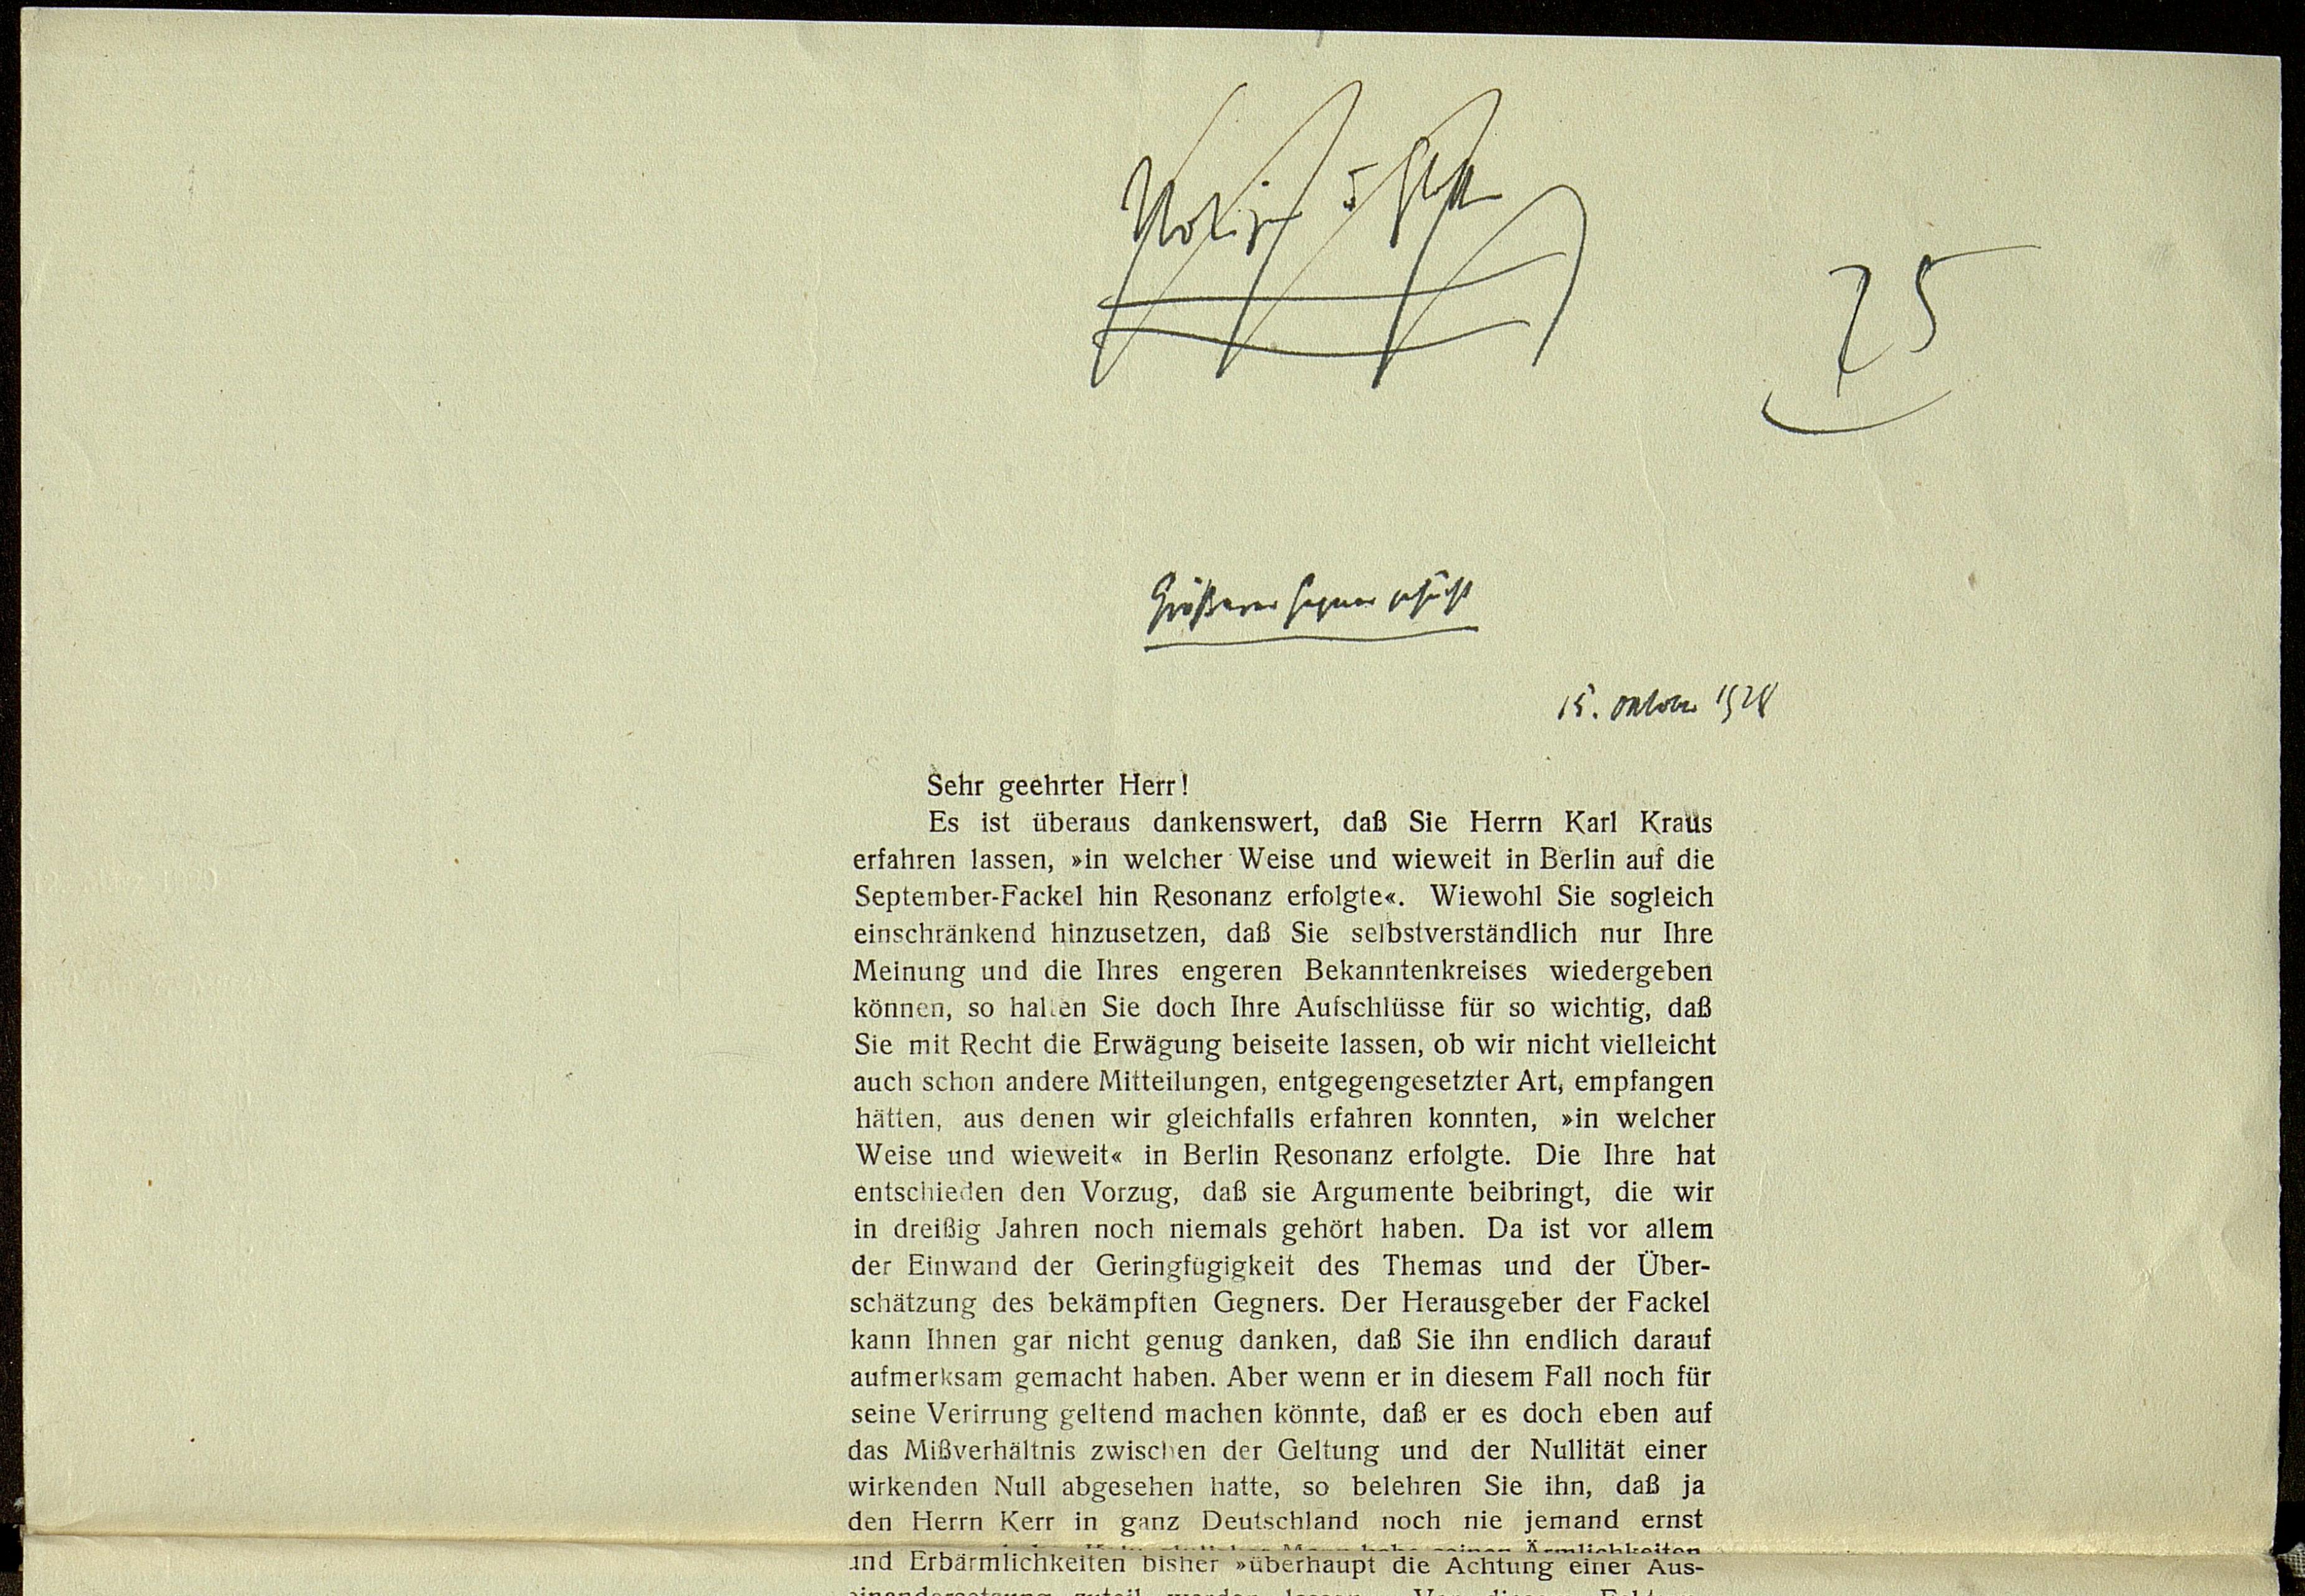 25
Größerer Gegner gesucht
15. Oktober 1928
Sehr geehrter Herr!
Es ist überaus dankenswert, daß Sie Herrn Karl Kraus
erfahren lassen, »in welcher Weise und wieweit in Berlin auf die
September-Fackel hin Resonanz erfolgte«. Wiewohl Sie sogleich
einschränkend hinzusetzen, daß Sie selbstverständlich nur Ihre
Meinung und die Ihres engeren Bekanntenkreises wiedergeben
können, so halten Sie doch Ihre Aufschlüsse für so wichtig, daß
Sie mit Recht die Erwägung beiseite lassen, ob wir nicht vielleicht
auch schon andere Mitteilungen, entgegengesetzter Art, empfangen
hätten, aus denen wir gleichfalls erfahren konnten, »in welcher
Weise und wieweit« in Berlin Resonanz erfolgte. Die Ihre hat
entschieden den Vorzug, daß sie Argumente beibringt, die wir
in dreißig Jahren noch niemals gehört haben. Da ist vor allem
der Einwand der Geringfügigkeit des Themas und der Über-
schätzung des bekämpften Gegners. Der Herausgeber der Fackel
kann Ihnen gar nicht genug danken, daß Sie ihn endlich darauf
aufmerksam gemacht haben. Aber wenn er in diesem Fall noch für
seine Verirrung geltend machen könnte, daß er es doch eben auf
das Mißverhältnis zwischen der Geltung und der Nullität einer
wirkenden Null abgesehen hatte, so belehren Sie ihn, daß ja
den Herrn Kerr in ganz Deutschland noch nie jemand ernst
habe seinen Ärmlichkeiten
und Erbärmlichkeiten bisher »überhaupt die Achtung einer Aus-